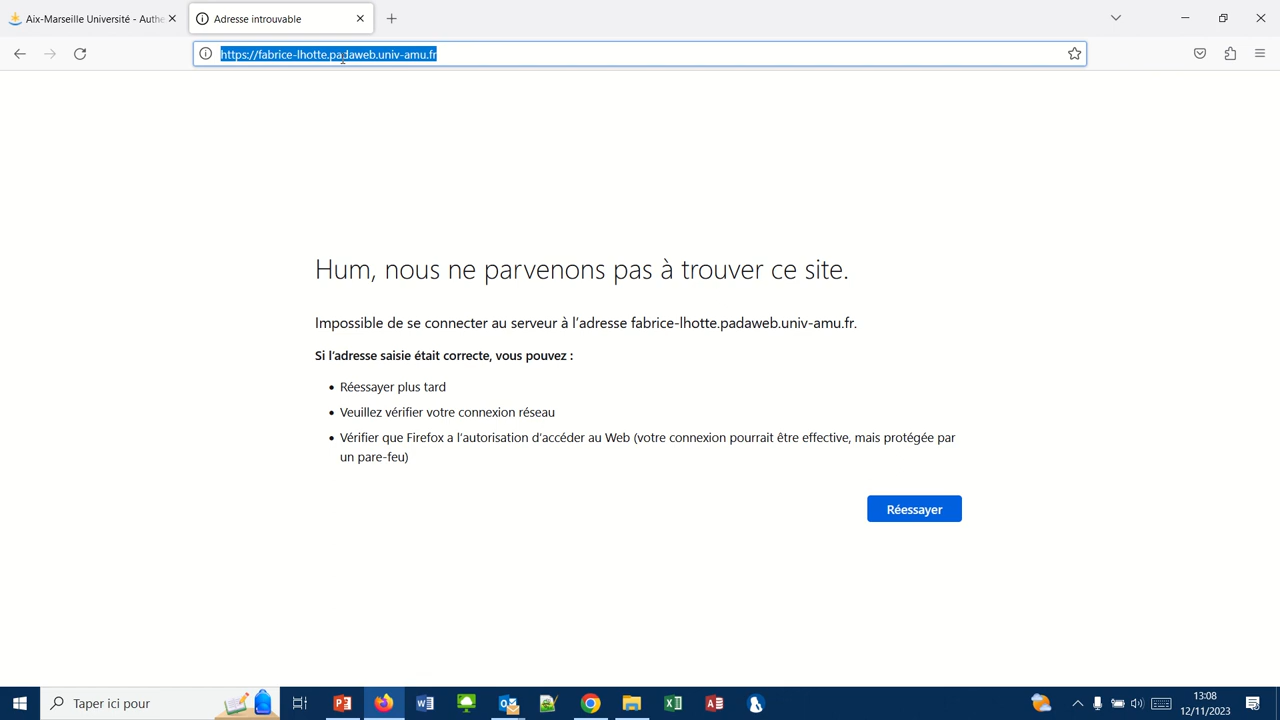 Aix-Marseille Université - Authe
Adresse introuvable
https://fabrice-lhotte.padaweb.univ-amu.fr
Hum, nous ne parvenons pas à trouver ce site.
Impossible de se connecter au serveur à l’adresse fabrice-lhotte.padaweb.univ-amu.fr.
Si l’adresse saisie était correcte, vous pouvez :
• Réessayer plus tard
• Veuillez vérifier votre connexion réseau
• Vérifier que Firefox a l’autorisation d’accéder au Web (votre connexion pourrait être effective, mais protégée par
un pare-feu)
Réessayer
Taper ici pour
13:08
12/11/2023